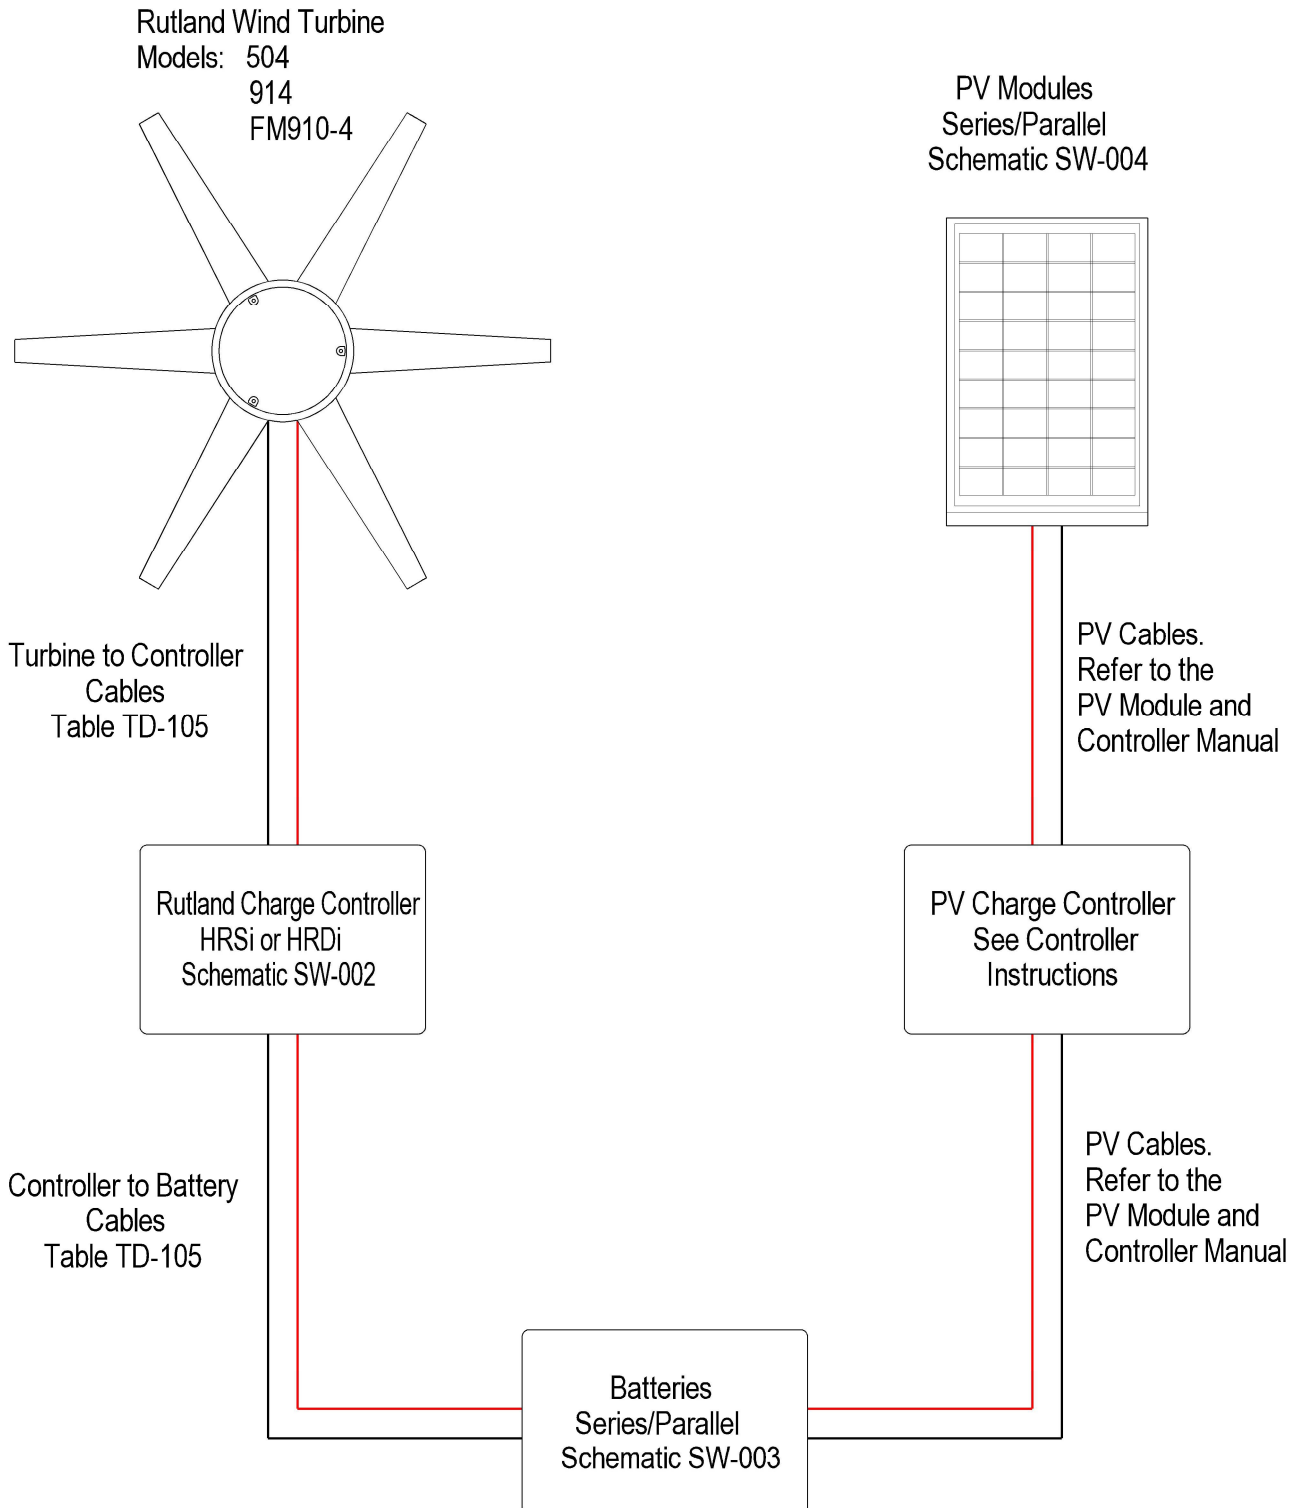 Rutland Wind Turbine
Models: 504
914
FM910-4
PV Modules
Series/Parallel
Schematic SW-004
Turbine to Controller
Cables
Table TD-105
PV Cables.
Refer to the
PV Module and
Controller Manual
Rutland Charge Controller
HRSi or HRDi
Schematic SW-002
PV Charge Controller
See Controller
Instructions
Controller to Battery
Cables
Table TD-105
PV Cables.
Refer to the
PV Module and
Controller Manual
Batteries
Series/Parallel
Schematic SW-003